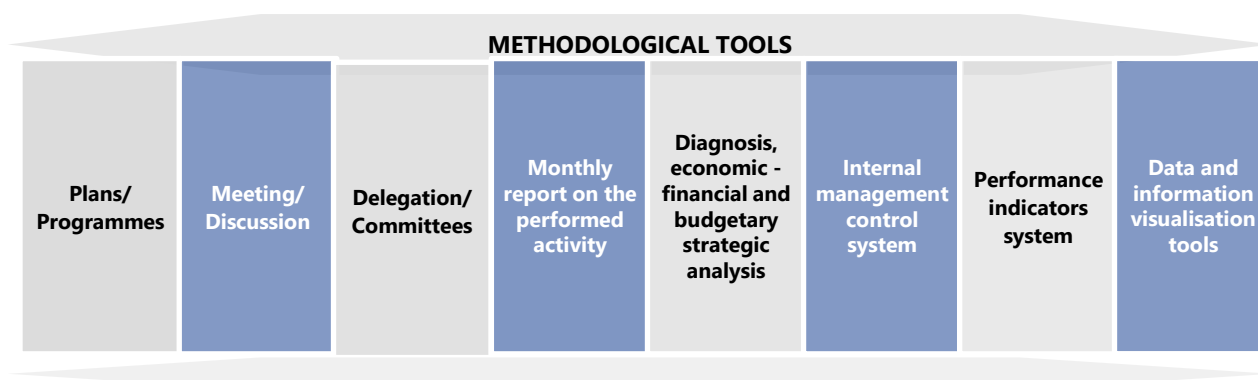 METHODOLOGICAL TOOLS
Plans/
Programmes
Meeting/
Discussion
Delegation/
Committees
Monthly
report on the
performed
activity
Diagnosis,
economic -
financial and
budgetary
strategic
analysis
Internal
management
control
system
Performance
indicators
system
Data and
information
visualisation
tools